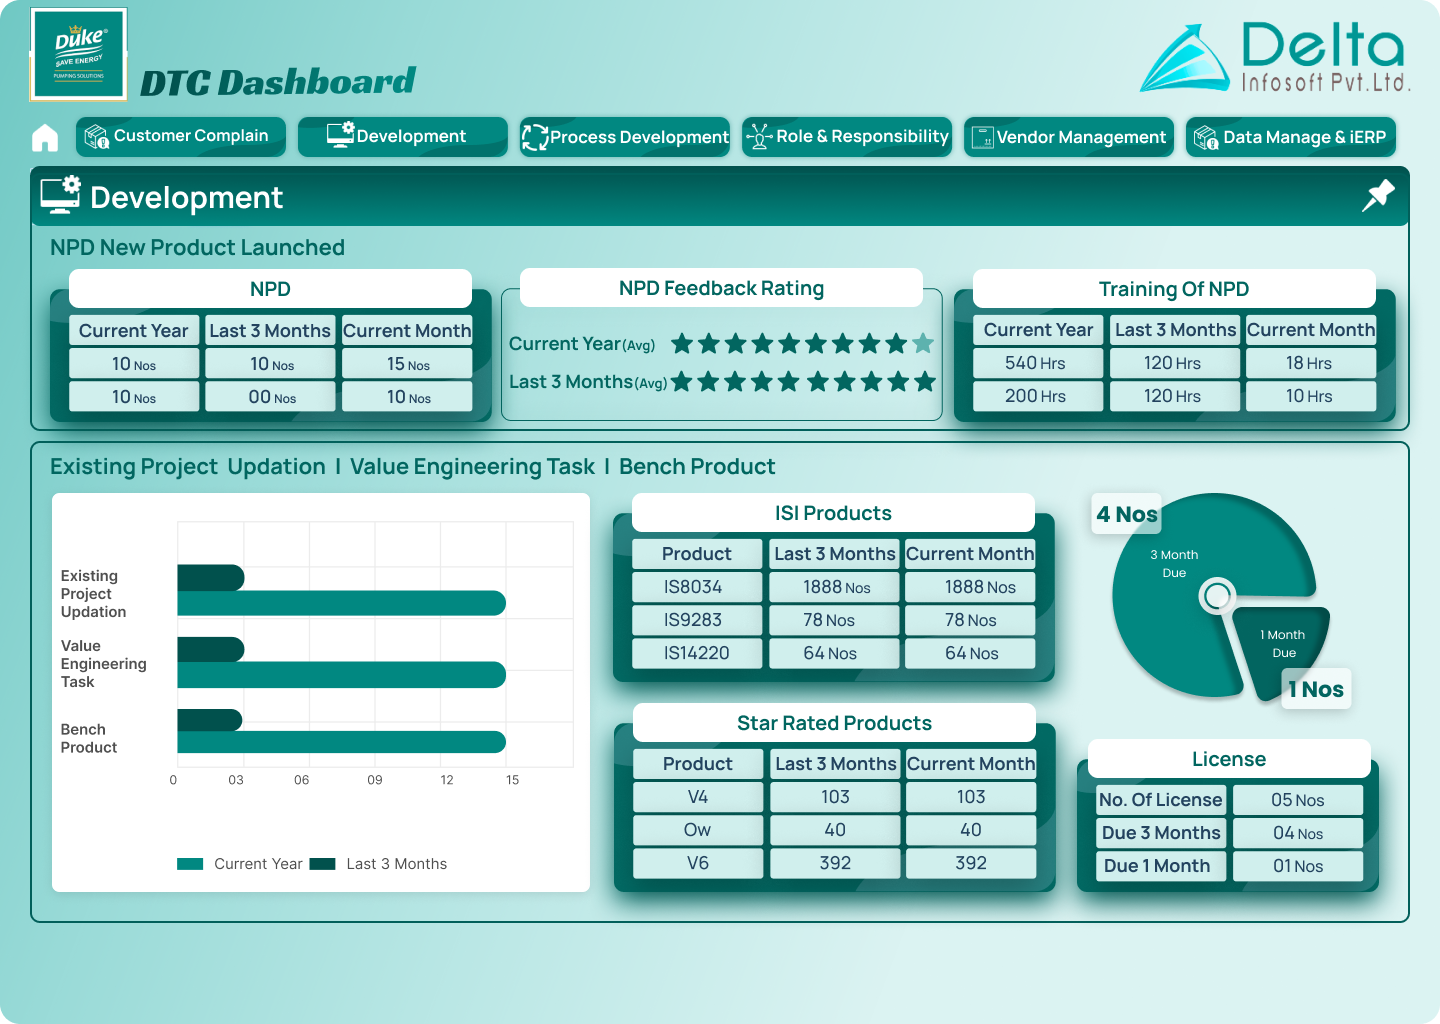 Duke®
SAVE ENERGY
PUMPING SOLUTIONS
DTC Dashboard
Delta
Infosoft Pvt.Ltd.
Customer Complain
Development
Process Development
Role & Responsibility
Vendor Management
Data Manage & iERP
Development
NPD New Product Launched
NPD
Current Year Last 3 Months Current Month
10 Nos 10 Nos 15 Nos
10 Nos 00 Nos 10 Nos
NPD Feedback Rating
Current Year(Avg)
Last 3 Months(Avg)
Training Of NPD
Current Year Last 3 Months Current Month
540 Hrs 120 Hrs 18 Hrs
200 Hrs 120 Hrs 10 Hrs
Existing Project Updation | Value Engineering Task | Bench Product
Existing
Project
Updation
Value
Engineering
Task
Bench
Product
0 03 06 09 12 15
Current Year Last 3 Months
ISI Products
Product Last 3 Months Current Month
IS8034 1888 Nos 1888 Nos
IS9283 78 Nos 78 Nos
IS14220 64 Nos 64 Nos
Star Rated Products
Product Last 3 Months Current Month
V4 103 103
Ow 40 40
V6 392 392
4 Nos
3 Month
Due
1 Month
Due
1 Nos
License
No. Of License 05 Nos
Due 3 Months 04 Nos
Due 1 Month 01 Nos